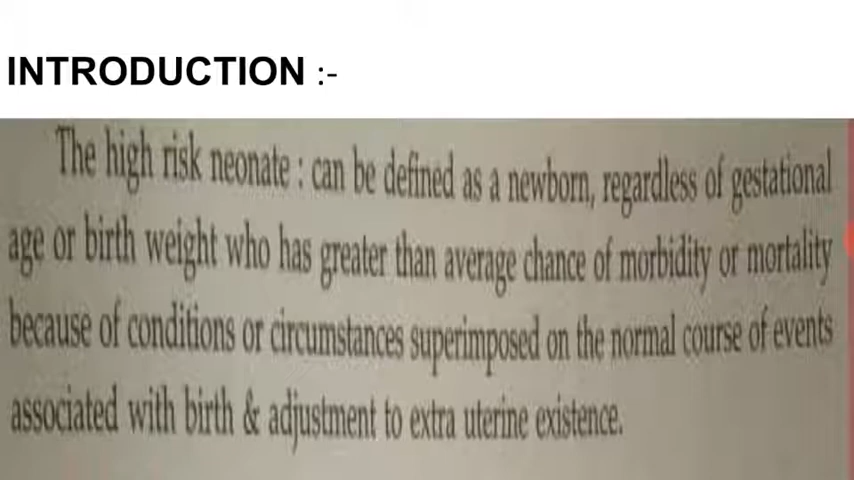 INTRODUCTION :-
The high risk neonate : can be defined as a newborn, regardless of gestational
age or birth weight who has greater than average chance of morbidity or mortality
because of conditions or circumstances superimposed on the normal course of events
associated with birth & adjustment to extra uterine existence.